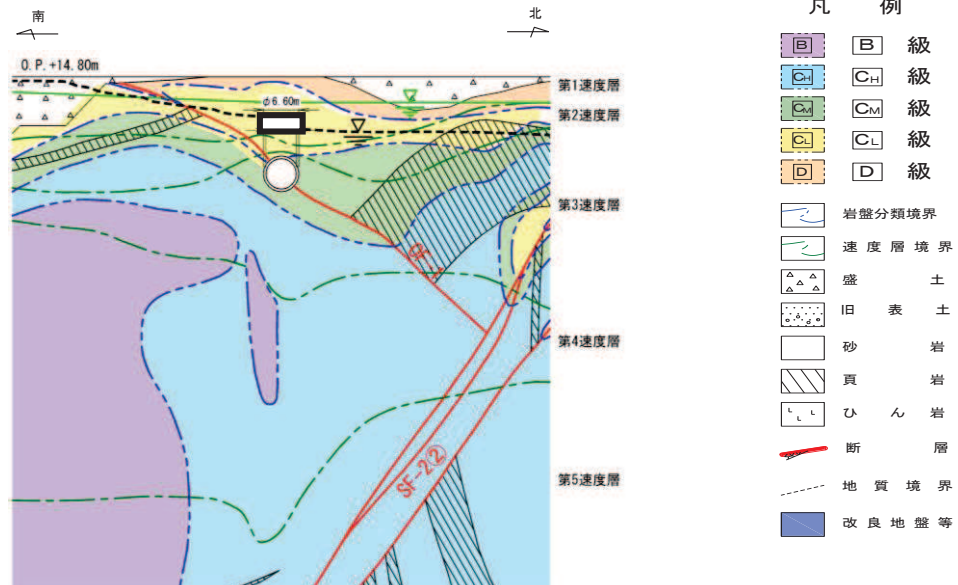 南
北
O.P.+14.80m
φ6.60m
第1速度層
第2速度層
第3速度層
第4速度層
第5速度層
SF-2②
凡 例
B B 級
CH CH 級
CM CM 級
CL CL 級
D D 級
岩盤分類境界
速度層境界
盛土
旧表土
砂岩
頁岩
ひん岩
断層
地質境界
改良地盤等